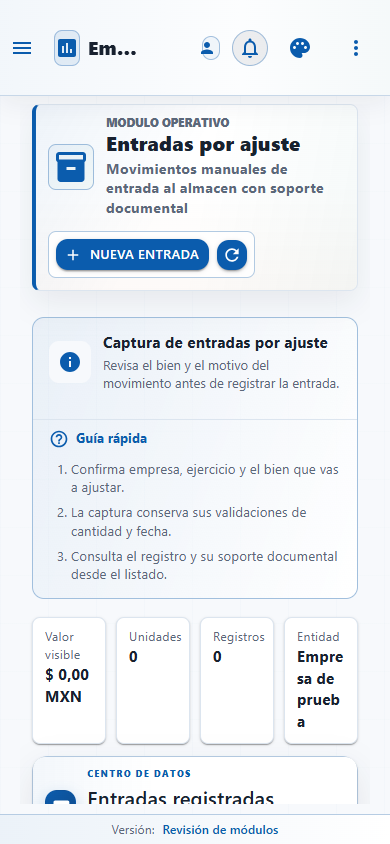 Em...
MODULO OPERATIVO
Entradas por ajuste
Movimientos manuales de
entrada al almacen con soporte
documental
NUEVA ENTRADA
Captura de entradas por ajuste
Revisa el bien y el motivo del
movimiento antes de registrar la entrada.
Guía rápida
1. Confirma empresa, ejercicio y el bien que vas
a ajustar.
2. La captura conserva sus validaciones de
cantidad y fecha.
3. Consulta el registro y su soporte documental
desde el listado.
Valor
visible
$ 0,00
MXN
Unidades
0
Registros
0
Entidad
Empre
sa de
prueb
a
CENTRO DE DATOS
Entradas registradas
Versión: Revisión de módulos